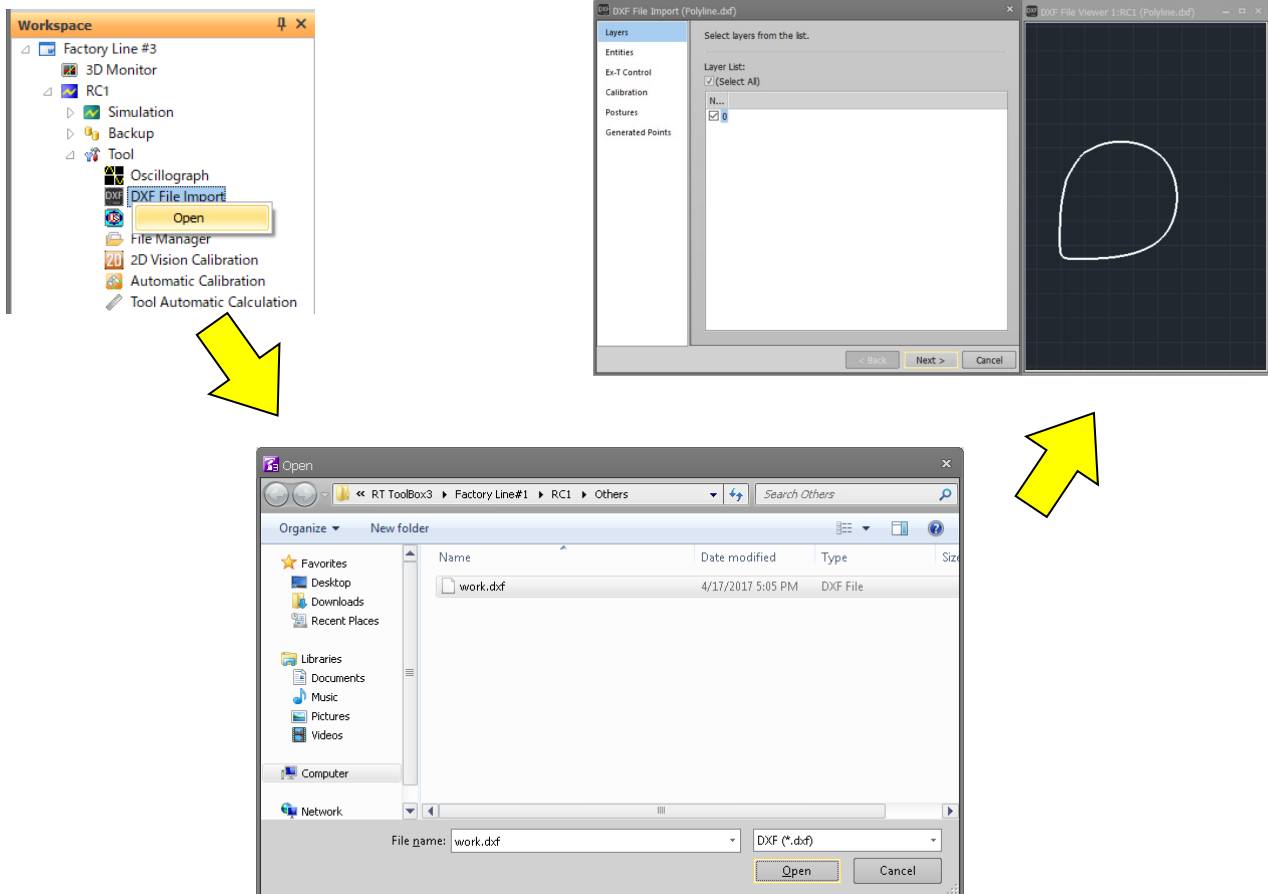 Workspace
Factory Line #3
3D Monitor
RC1
Simulation
Backup
Tool
Oscillograph
DXF
DXF File Import
Open
File Manager
2D
2D Vision Calibration
Automatic Calibration
Tool Automatic Calculation
DXF File Import (Polyline.dxf)
Layers
Entities
Ex-T Control
Calibration
Postures
Generated Points
Select layers from the list.
Layer List:
(Select All)
N...
0
< Back
Next >
Cancel
DXF File Viewer 1:RC1 (Polyline.dxf)
Open
« RT ToolBox3 Factory Line#1 RC1 Others
Search Others
Organize
New folder
Favorites
Desktop
Downloads
Recent Places
Libraries
Documents
Music
Pictures
Videos
Computer
Network
Name Date modified Type Size
work.dxf 4/17/2017 5:05 PM DXF File
File name: work.dxf
DXF (*.dxf)
Open
Cancel